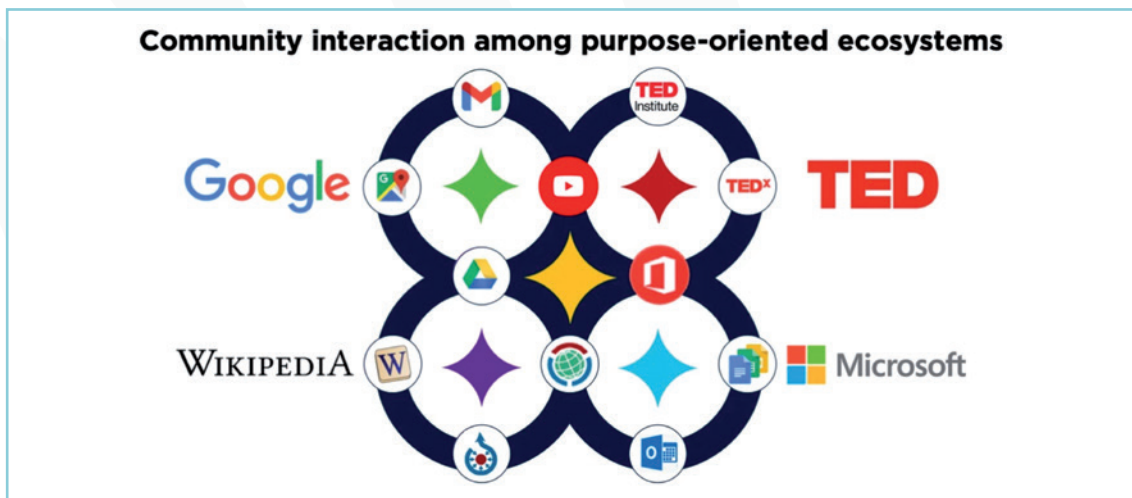 Community interaction among purpose-oriented ecosystems
TED
Institute
Google
G
TEDx
TED
WIKIPEDIA
W
Microsoft
O